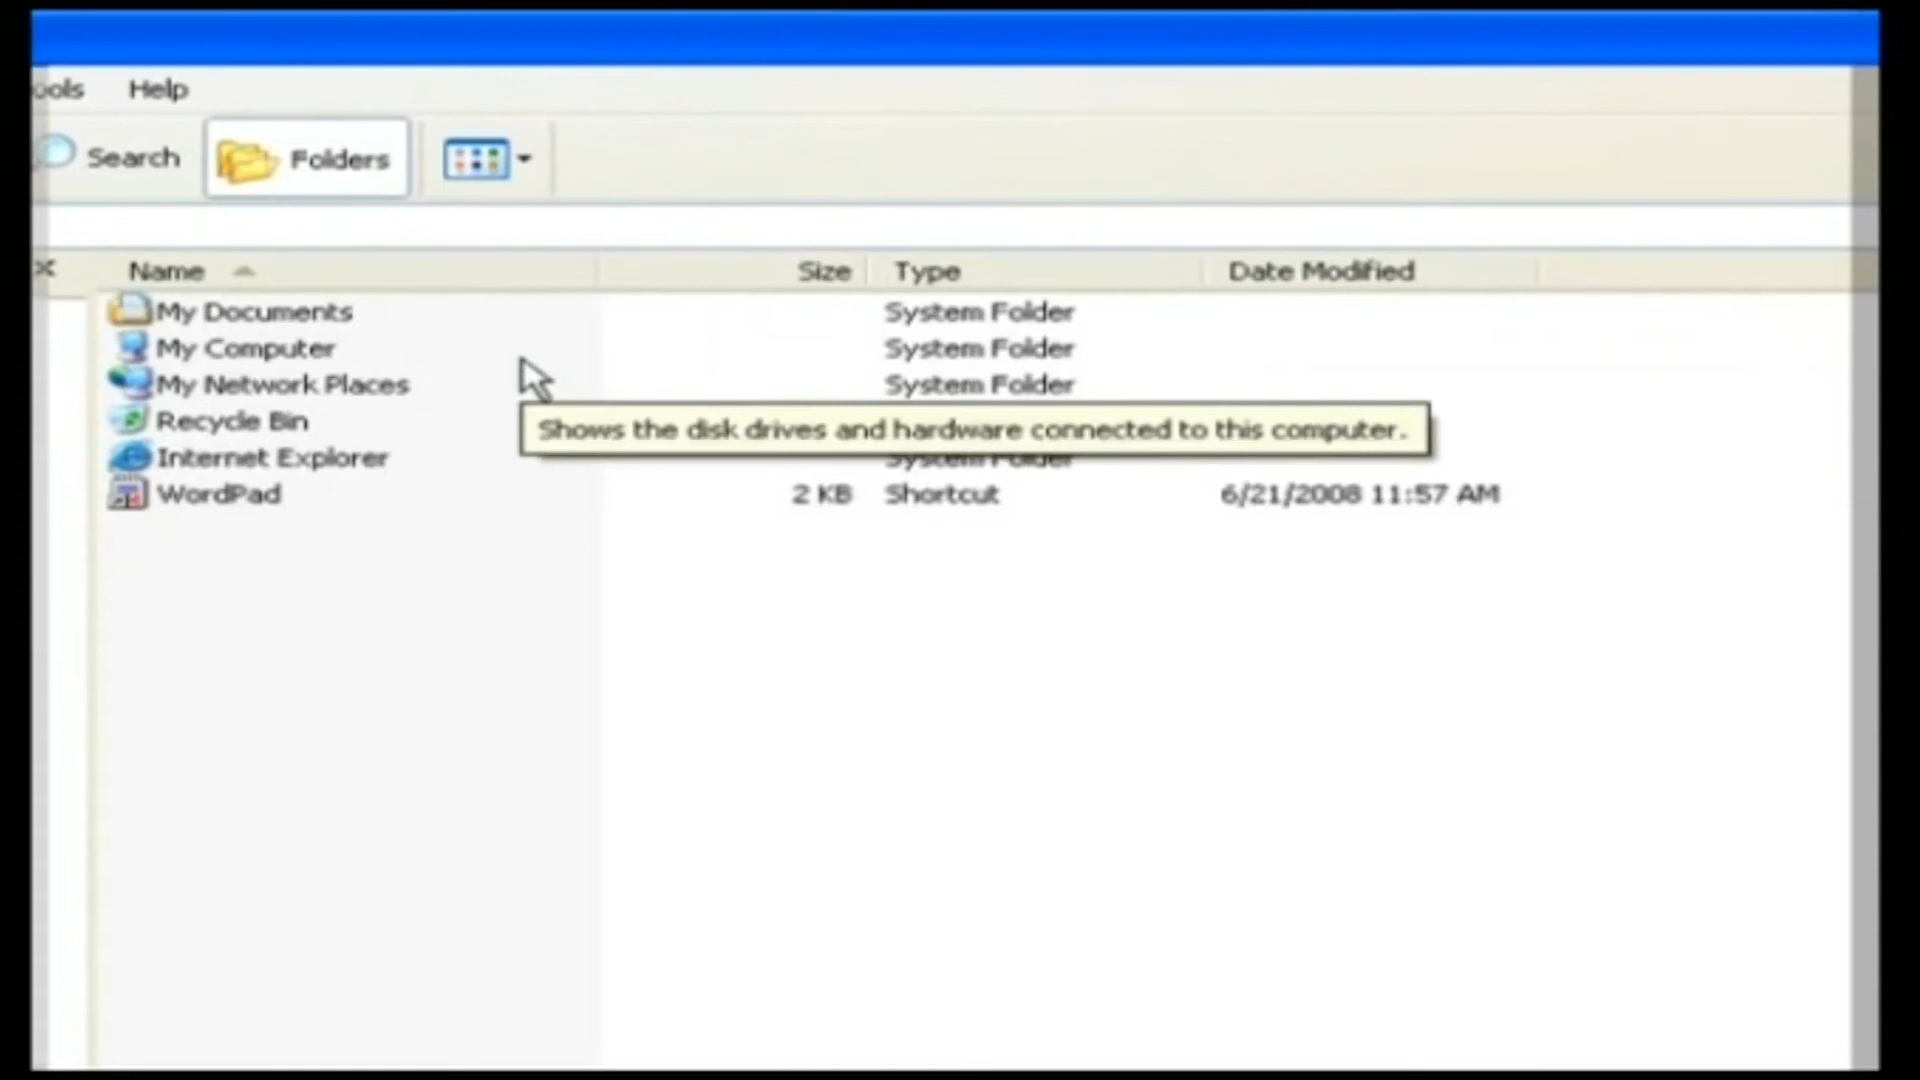 ools Help
Search Folders
Name Size Type Date Modified
My Documents System Folder
My Computer System Folder
My Network Places System Folder
Recycle Bin
Shows the disk drives and hardware connected to this computer.
Internet Explorer System Folder
WordPad 2 KB Shortcut 6/21/2008 11:57 AM